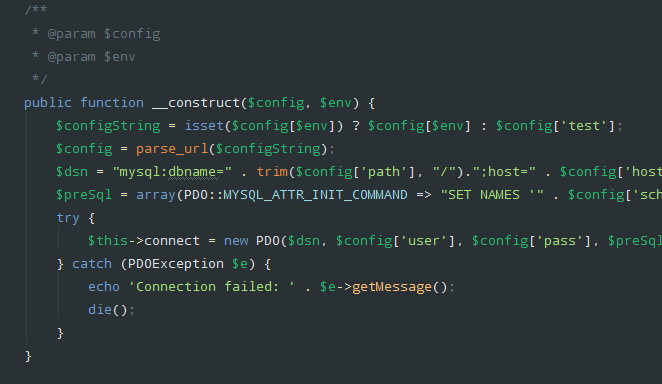 /**
 * @param $config
 * @param $env
 */
public function __construct($config, $env) {
    $configString = isset($config[$env]) ? $config[$env] : $config['test'];
    $config = parse_url($configString);
    $dsn = "mysql:dbname=" . trim($config['path'], "/").";host=" . $config['host
    $preSql = array(PDO::MYSQL_ATTR_INIT_COMMAND => "SET NAMES '" . $config['sch
    try {
        $this->connect = new PDO($dsn, $config['user'], $config['pass'], $preSql
    } catch (PDOException $e) {
        echo 'Connection failed: ' . $e->getMessage();
        die();
    }
}